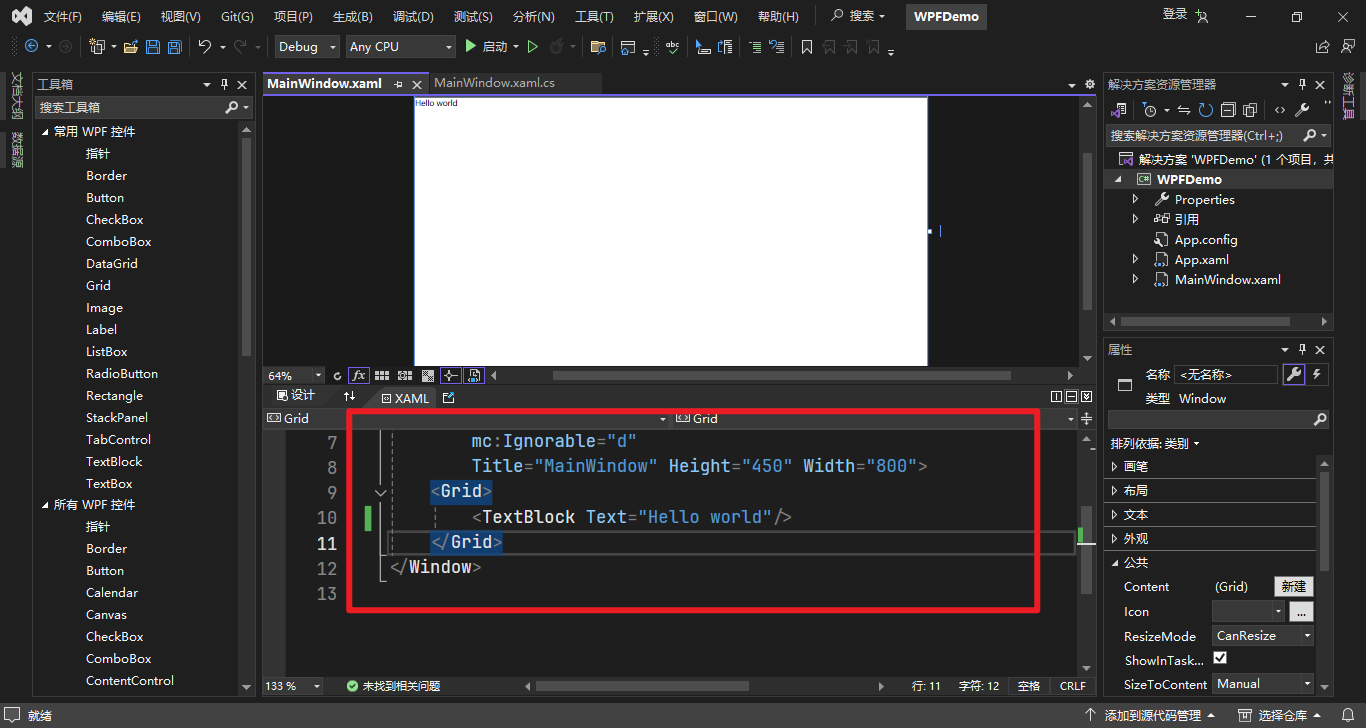 文件(F) 编辑(E) 视图(V) Git(G) 项目(P) 生成(B) 调试(D) 测试(S) 分析(N) 工具(T) 扩展(X) 窗口(W) 帮助(H) 搜索 WPFDemo 登录
Debug Any CPU 启动
文档大纲
数据源
工具箱
搜索工具箱
常用 WPF 控件
指针
Border
Button
CheckBox
ComboBox
DataGrid
Grid
Image
Label
ListBox
RadioButton
Rectangle
StackPanel
TabControl
TextBlock
TextBox
所有 WPF 控件
指针
Border
Button
Calendar
Canvas
CheckBox
ComboBox
ContentControl
MainWindow.xaml MainWindow.xaml.cs
Hello world
64% fx
设计 XAML
Grid Grid
7 mc:Ignorable="d"
8 Title="MainWindow" Height="450" Width="800">
9 <Grid>
10 <TextBlock Text="Hello world"/>
11 </Grid>
12 </Window>
13
133 % 未找到相关问题 行: 11 字符: 12 空格 CRLF
解决方案资源管理器
搜索解决方案资源管理器(Ctrl+;)
解决方案 'WPFDemo' (1 个项目，共
WPFDemo
Properties
引用
App.config
App.xaml
MainWindow.xaml
属性
名称 <无名称>
类型 Window
排列依据: 类别
画笔
布局
文本
外观
公共
Content (Grid) 新建
Icon ...
ResizeMode CanResize
ShowInTask...
SizeToContent Manual
诊断工具
就绪 添加到源代码管理 选择仓库